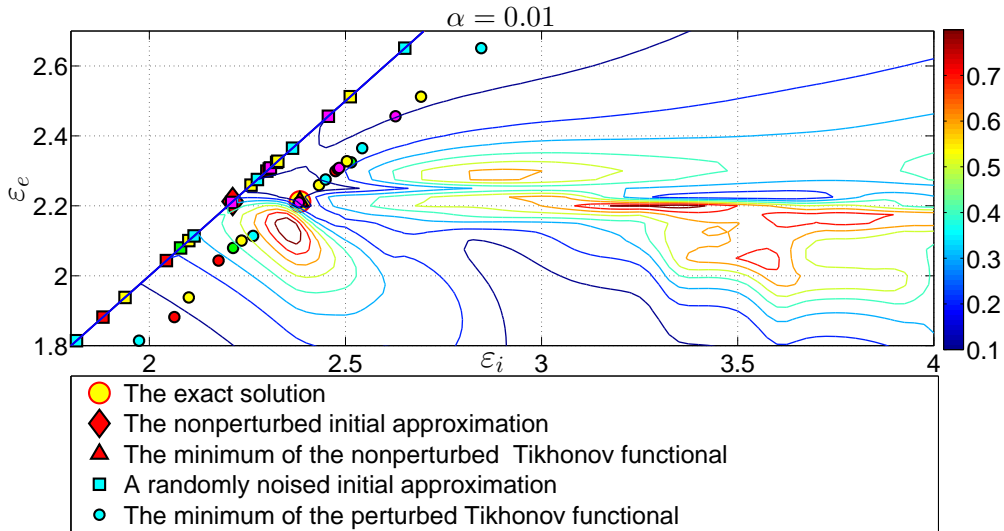 α = 0.01
2.6
2.4
2.2
2
1.8
ε_e
2
2.5
3
3.5
4
ε_i
0.7
0.6
0.5
0.4
0.3
0.2
0.1
The exact solution
The nonperturbed initial approximation
The minimum of the nonperturbed Tikhonov functional
A randomly noised initial approximation
The minimum of the perturbed Tikhonov functional